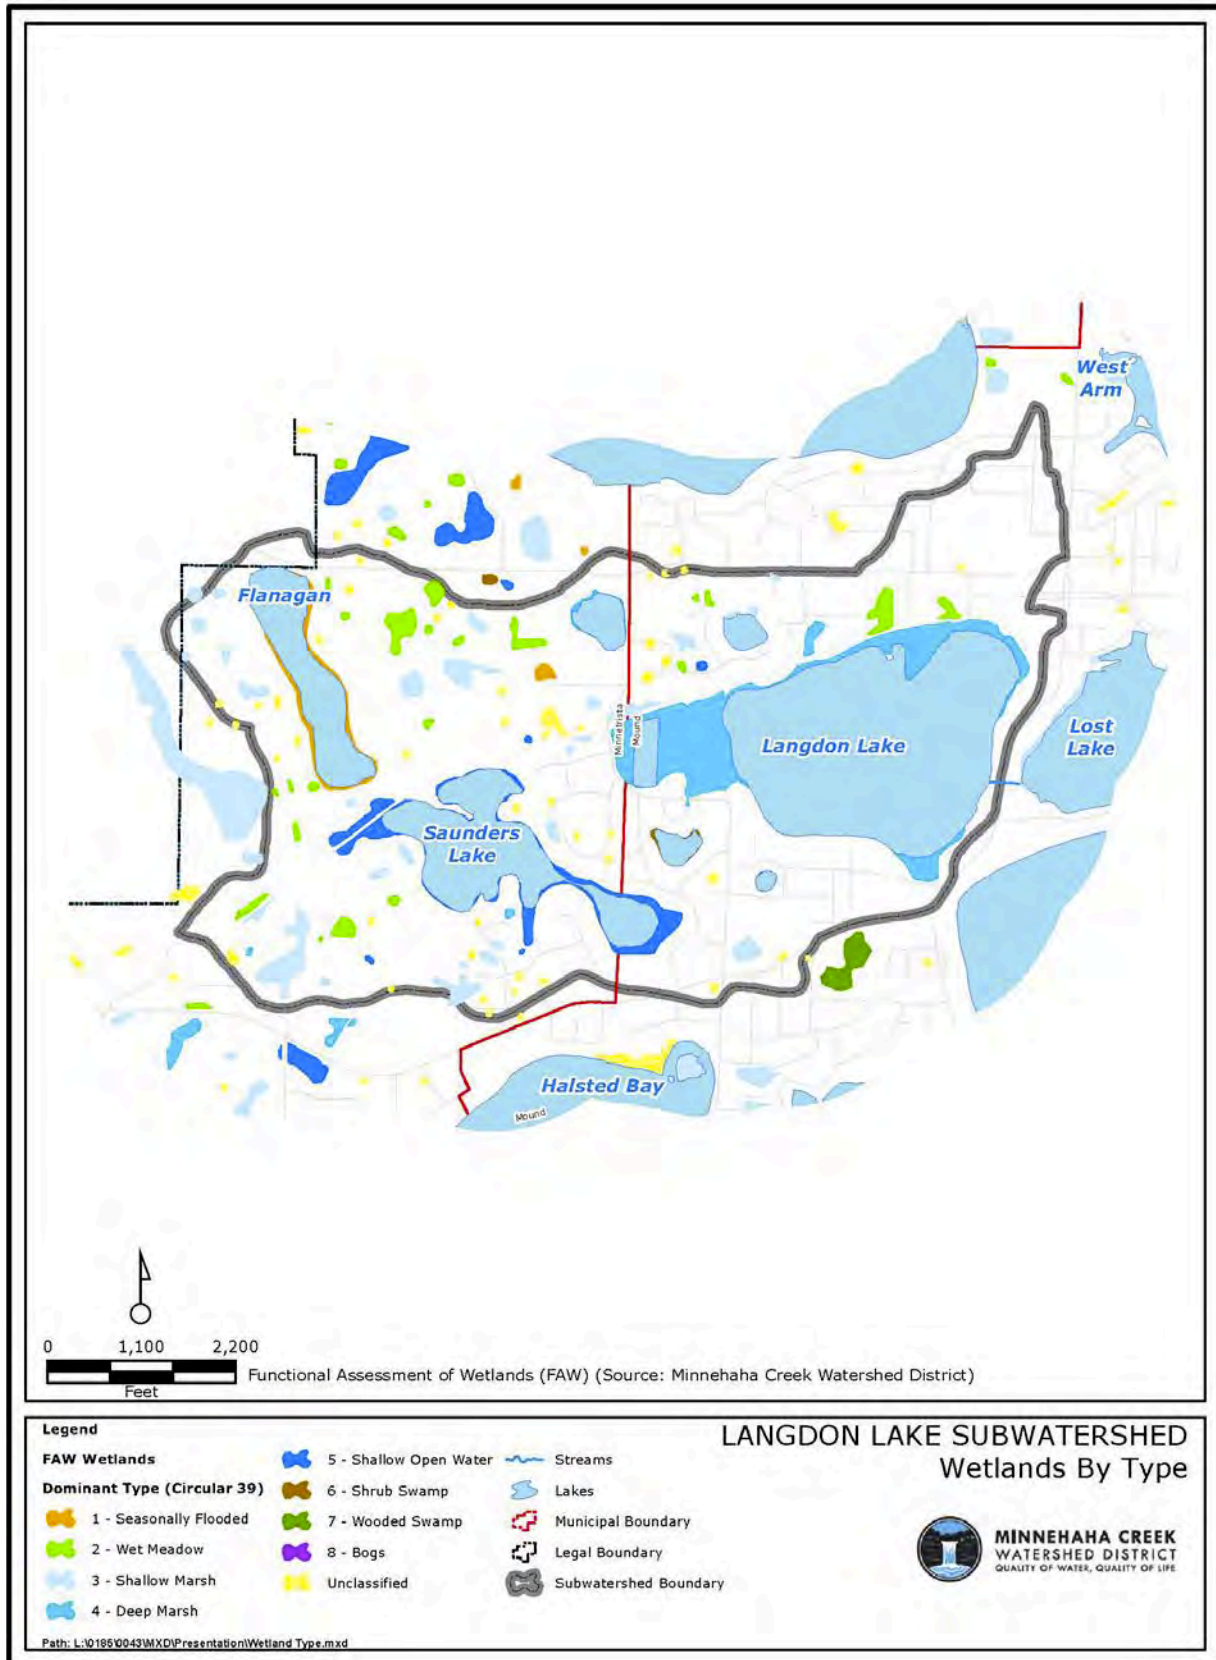 West
Arm
Flanagan
Minnetrista
Mound
Langdon Lake
Lost
Lake
Saunders
Lake
Halsted Bay
Mound
0 1,100 2,200
Feet
Functional Assessment of Wetlands (FAW) (Source: Minnehaha Creek Watershed District)
Legend
FAW Wetlands
Dominant Type (Circular 39)
1 - Seasonally Flooded
2 - Wet Meadow
3 - Shallow Marsh
4 - Deep Marsh
5 - Shallow Open Water
6 - Shrub Swamp
7 - Wooded Swamp
8 - Bogs
Unclassified
Streams
Lakes
Municipal Boundary
Legal Boundary
Subwatershed Boundary
LANGDON LAKE SUBWATERSHED
Wetlands By Type
MINNEHAHA CREEK
WATERSHED DISTRICT
QUALITY OF WATER, QUALITY OF LIFE
Path: L:\0185\0043\MXD\Presentation\Wetland Type.mxd